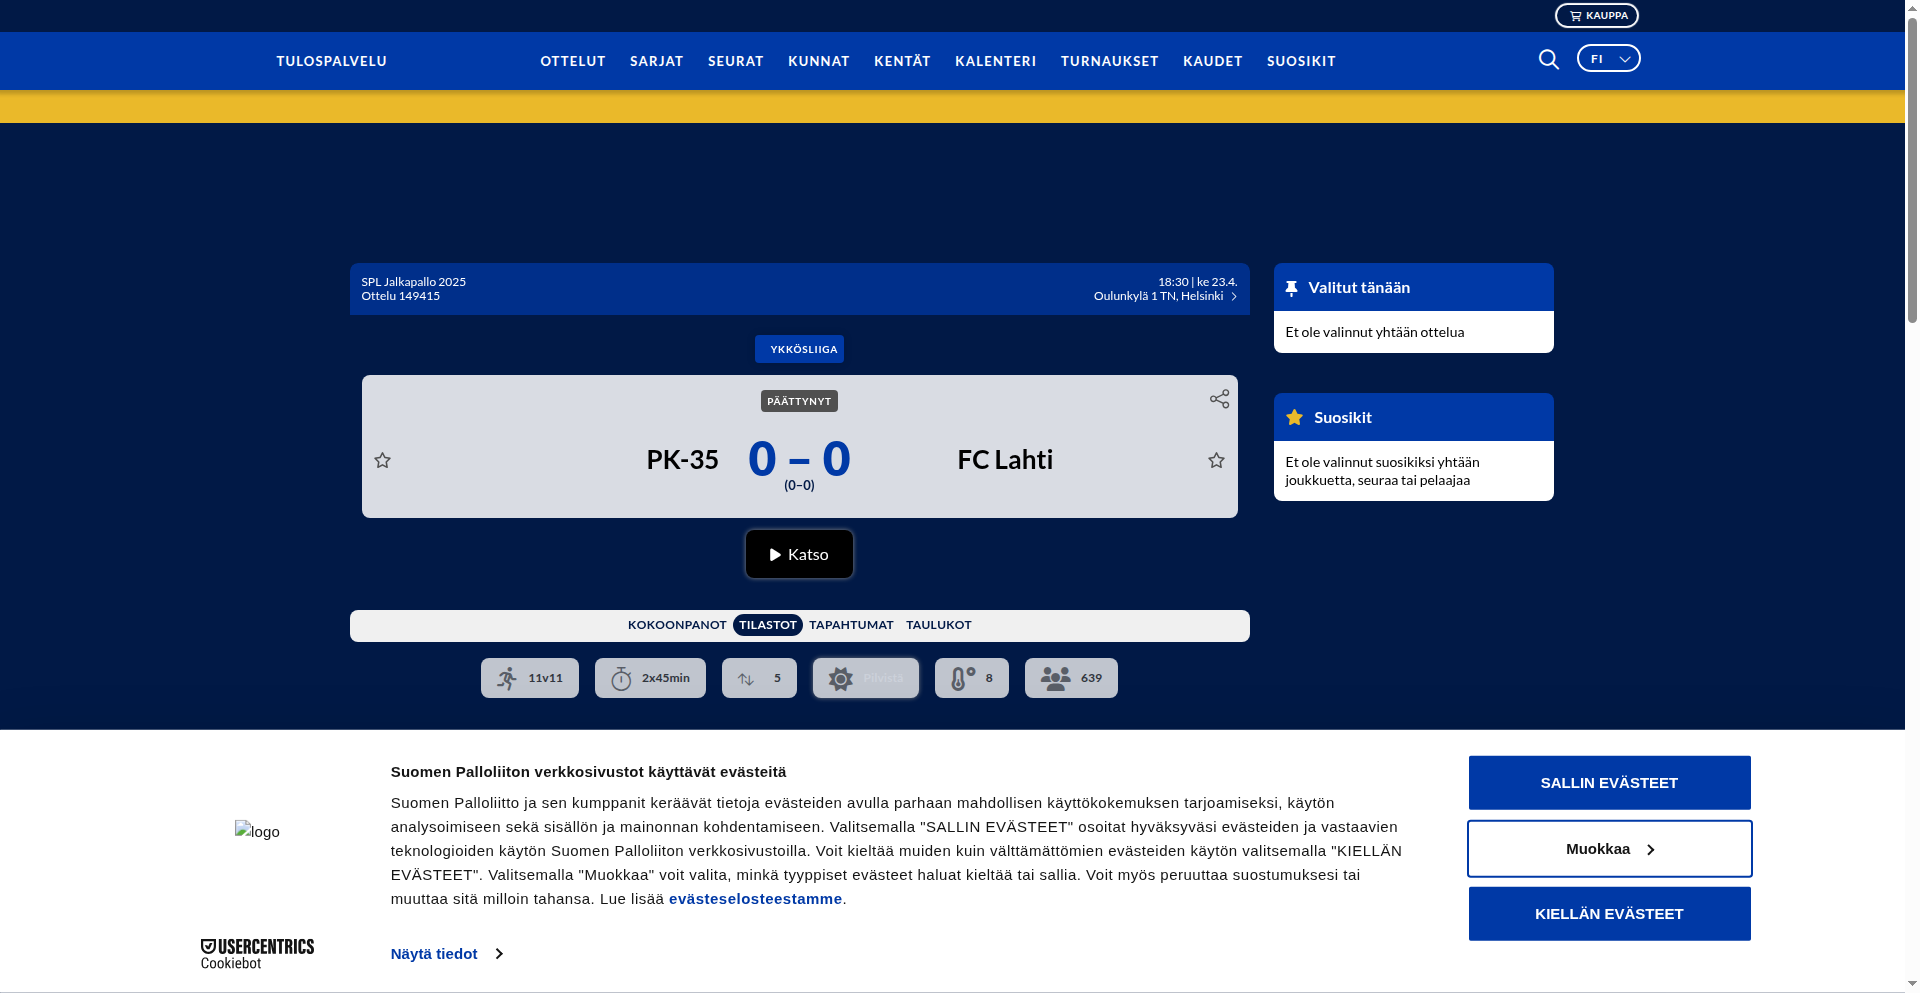 KAUPPA
TULOSPALVELU
OTTELUT SARJAT SEURAT KUNNAT KENTÄT KALENTERI TURNAUKSET KAUDET SUOSIKIT
FI
SPL Jalkapallo 2025
Ottelu 149415
18:30 | ke 23.4.
Oulunkylä 1 TN, Helsinki
YKKÖSLIIGA
PÄÄTTYNYT
PK-35 0 – 0 FC Lahti
(0–0)
Katso
Valitut tänään
Et ole valinnut yhtään ottelua
Suosikit
Et ole valinnut suosikiksi yhtään
joukkuetta, seuraa tai pelaajaa
KOKOONPANOT TILASTOT TAPAHTUMAT TAULUKOT
11v11 2x45min 5 Pilvistä 8 639
logo
USERCENTRICS
Cookiebot
Suomen Palloliiton verkkosivustot käyttävät evästeitä
Suomen Palloliitto ja sen kumppanit keräävät tietoja evästeiden avulla parhaan mahdollisen käyttökokemuksen tarjoamiseksi, käytön
analysoimiseen sekä sisällön ja mainonnan kohdentamiseen. Valitsemalla "SALLIN EVÄSTEET" osoitat hyväksyväsi evästeiden ja vastaavien
teknologioiden käytön Suomen Palloliiton verkkosivustoilla. Voit kieltää muiden kuin välttämättömien evästeiden käytön valitsemalla "KIELLÄN
EVÄSTEET". Valitsemalla "Muokkaa" voit valita, minkä tyyppiset evästeet haluat kieltää tai sallia. Voit myös peruuttaa suostumuksesi tai
muuttaa sitä milloin tahansa. Lue lisää evästeselosteestamme.
Näytä tiedot
SALLIN EVÄSTEET
Muokkaa
KIELLÄN EVÄSTEET